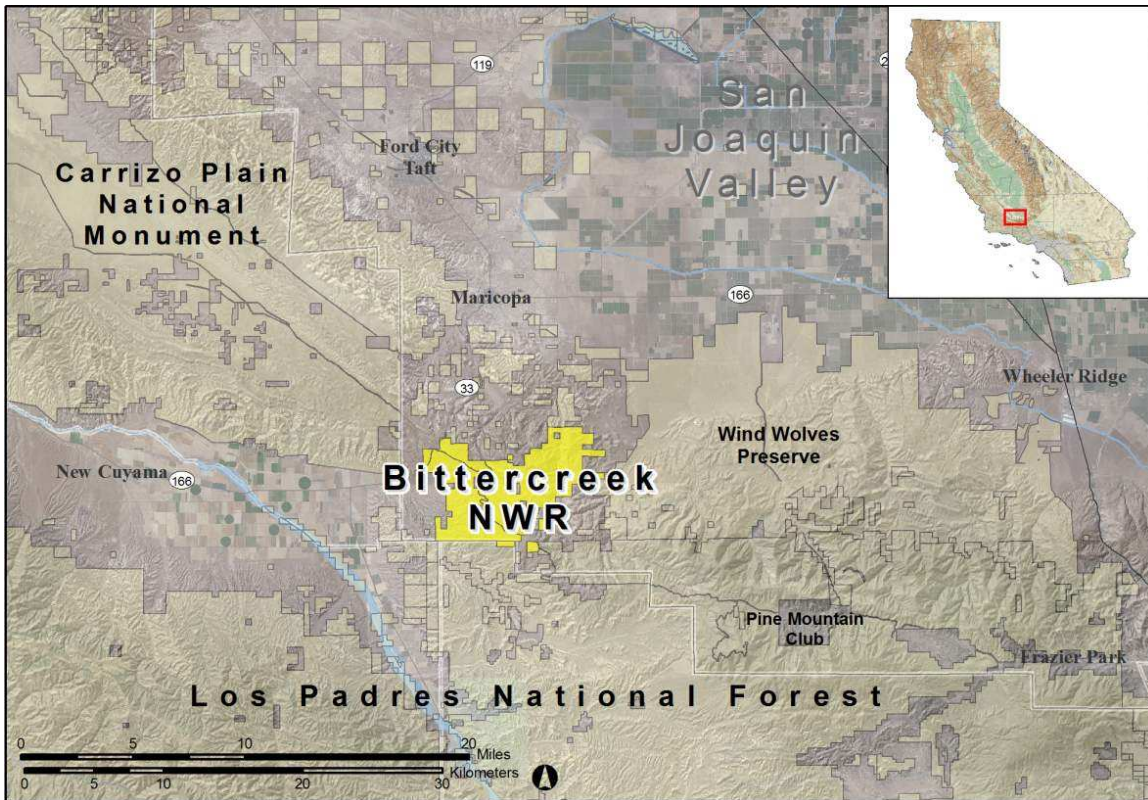 119
San
Joaquin
Valley
Ford City
Taft
Carrizo Plain
National
Monument
Maricopa
166
33
Wheeler Ridge
Wind Wolves
Preserve
New Cuyama
166
Bittercreek
NWR
Pine Mountain
Club
Frazier Park
Los Padres National Forest
0 5 10 20
Miles
Kilometers
0 5 10 20 30